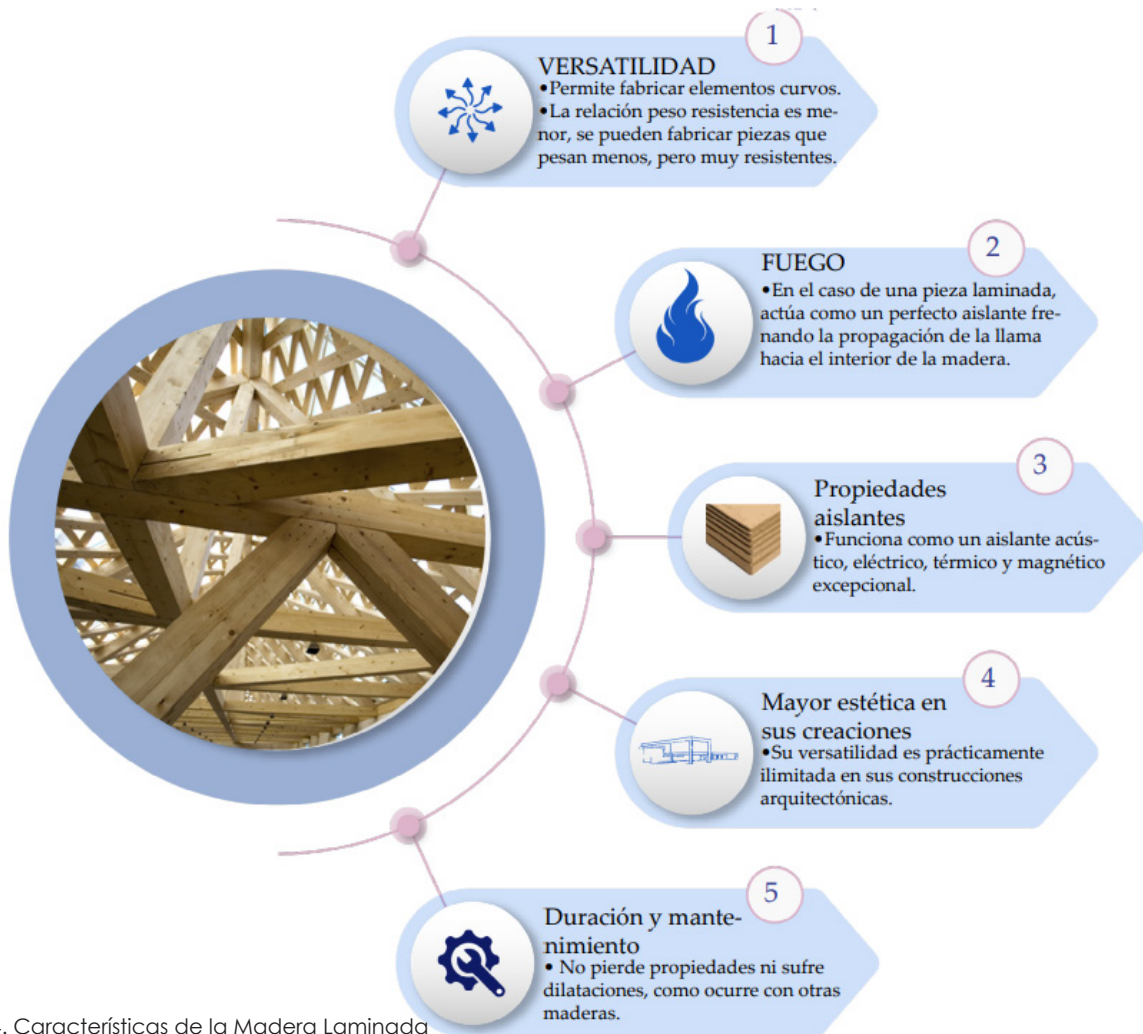 1
VERSATILIDAD
•Permite fabricar elementos curvos.
•La relación peso resistencia es me-
nor, se pueden fabricar piezas que
pesan menos, pero muy resistentes.
2
FUEGO
•En el caso de una pieza laminada,
actúa como un perfecto aislante fre-
nando la propagación de la llama
hacia el interior de la madera.
3
Propiedades
aislantes
•Funciona como un aislante acús-
tico, eléctrico, térmico y magnético
excepcional.
4
Mayor estética en
sus creaciones
•Su versatilidad es prácticamente
ilimitada en sus construcciones
arquitectónicas.
5
Duración y mante-
nimiento
• No pierde propiedades ni sufre
dilataciones, como ocurre con otras
maderas.
. Características de la Madera Laminada